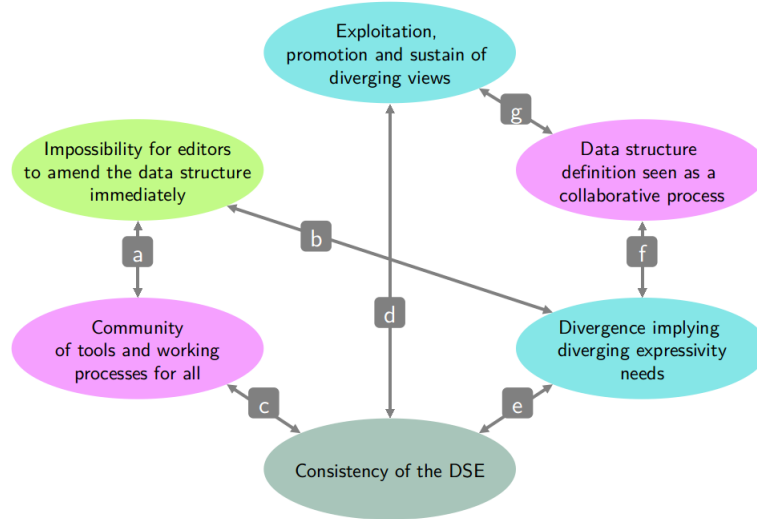 Exploitation,
promotion and sustain of
diverging views
g
Impossibility for editors
to amend the data structure
immediately
Data structure
definition seen as a
collaborative process
a
b
f
d
Community
of tools and working
processes for all
Divergence implying
diverging expressivity
needs
c
e
Consistency of the DSE